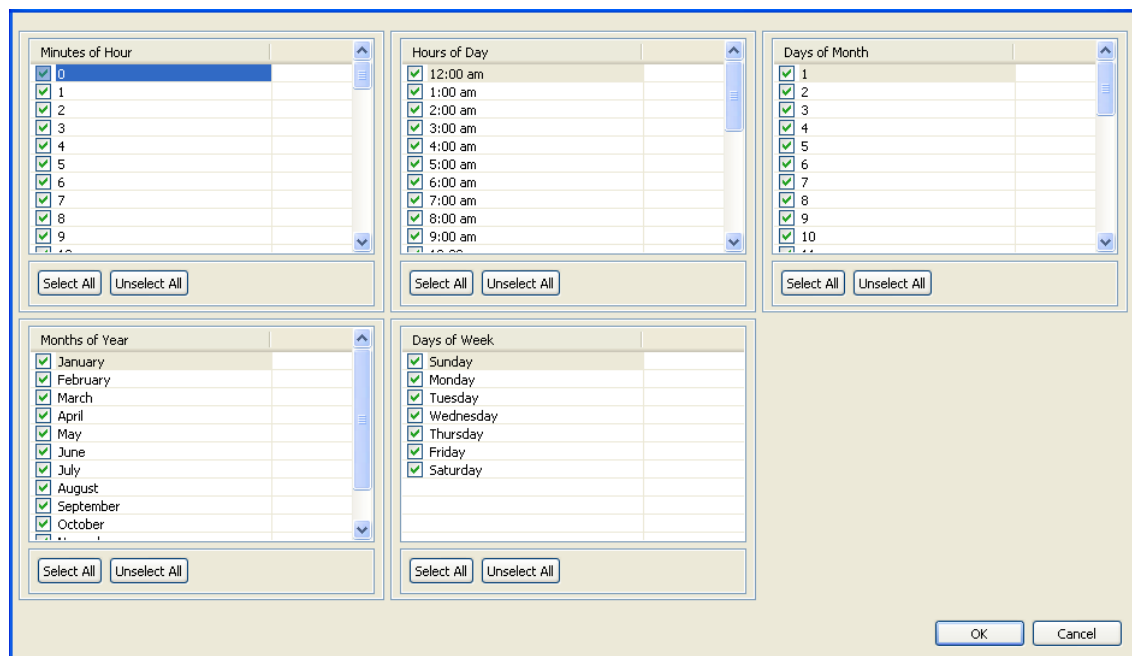 Minutes of Hour
0
1
2
3
4
5
6
7
8
9
Select All Unselect All
Hours of Day
12:00 am
1:00 am
2:00 am
3:00 am
4:00 am
5:00 am
6:00 am
7:00 am
8:00 am
9:00 am
Select All Unselect All
Days of Month
1
2
3
4
5
6
7
8
9
10
Select All Unselect All
Months of Year
January
February
March
April
May
June
July
August
September
October
Select All Unselect All
Days of Week
Sunday
Monday
Tuesday
Wednesday
Thursday
Friday
Saturday
Select All Unselect All
OK Cancel